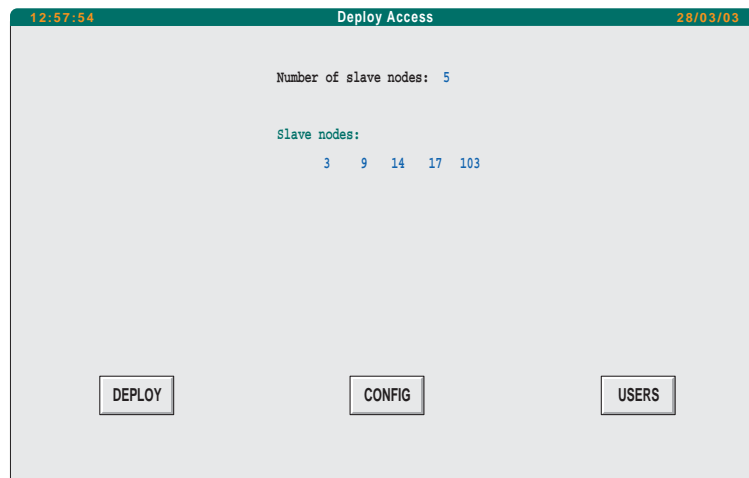 12:57:54 Deploy Access 28/03/03
Number of slave nodes: 5
Slave nodes:
3 9 14 17 103
DEPLOY CONFIG USERS